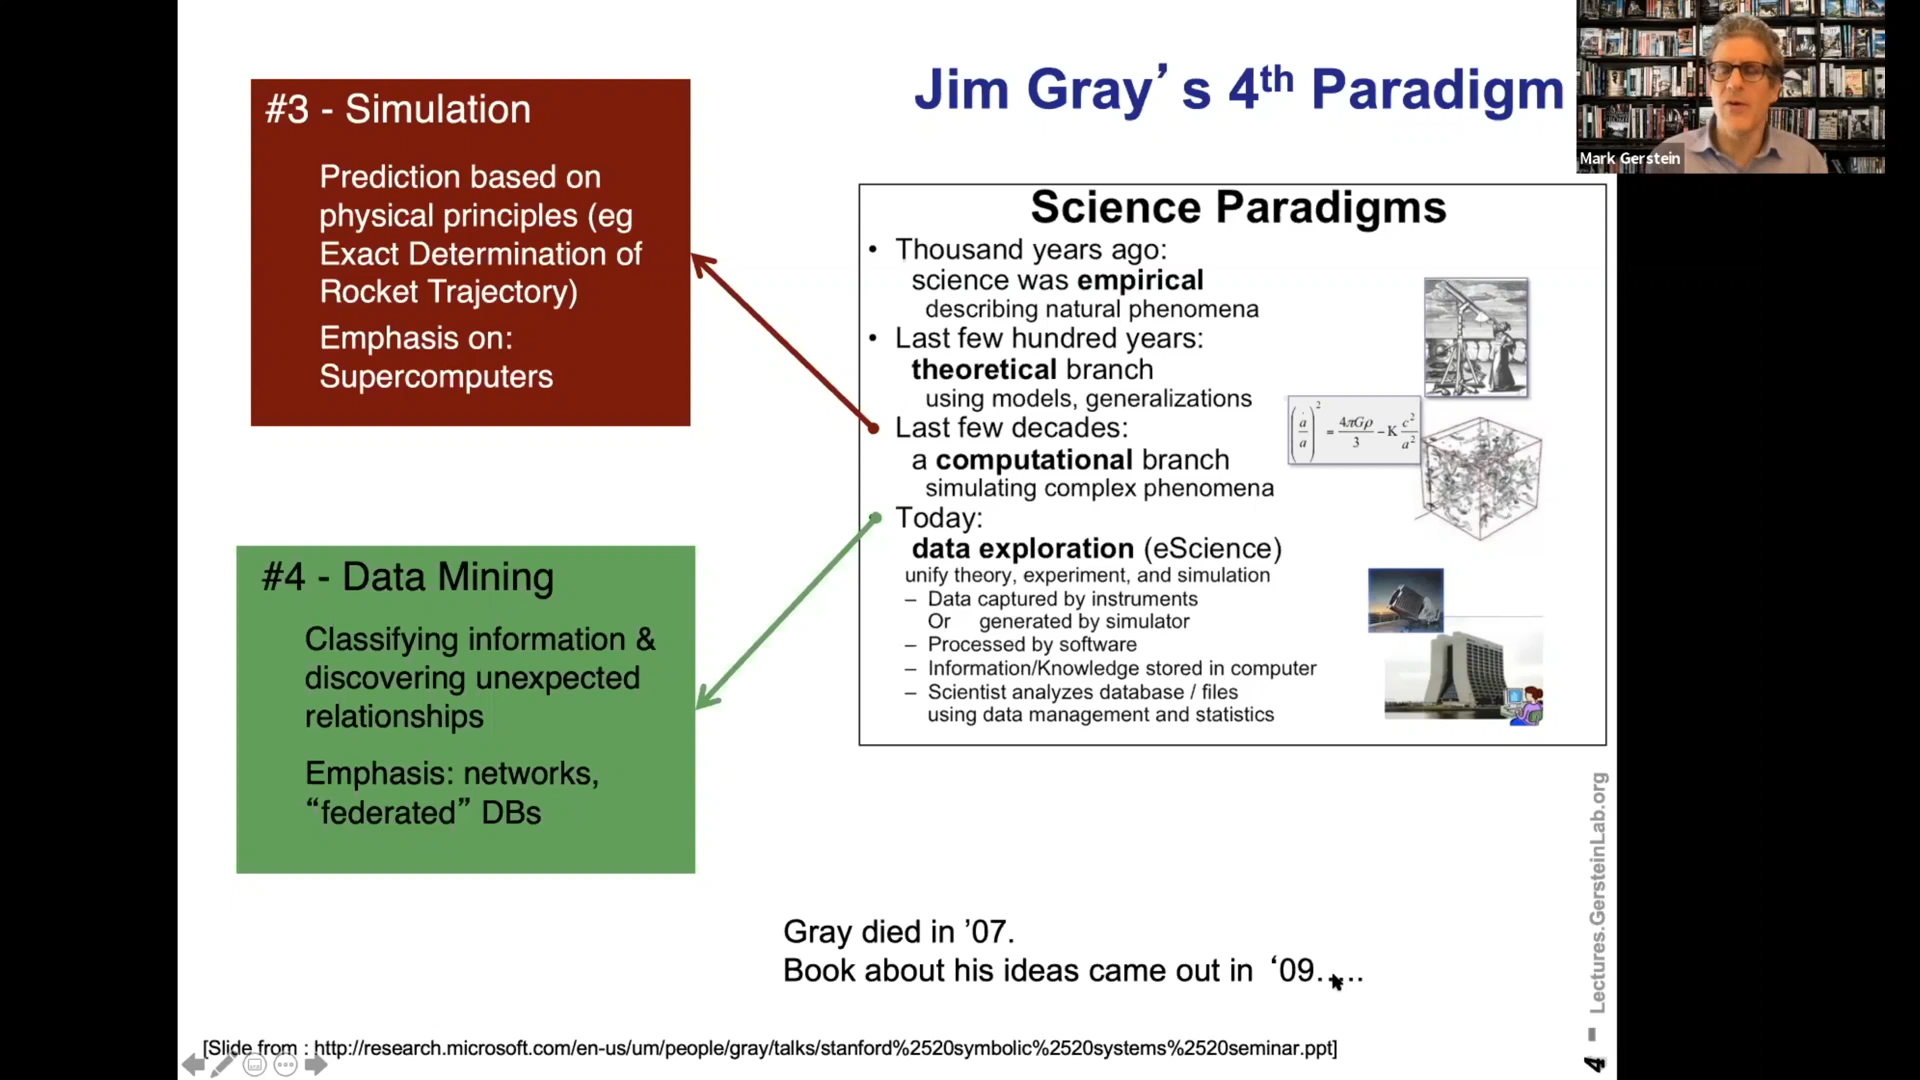 Jim Gray’s 4th Paradigm
Mark Gerstein
#3 - Simulation
Prediction based on
physical principles (eg
Exact Determination of
Rocket Trajectory)
Emphasis on:
Supercomputers
#4 - Data Mining
Classifying information &
discovering unexpected
relationships
Emphasis: networks,
“federated” DBs
Science Paradigms
• Thousand years ago:
science was empirical
describing natural phenomena
• Last few hundred years:
theoretical branch
using models, generalizations
Last few decades:
a computational branch
simulating complex phenomena
Today:
data exploration (eScience)
unify theory, experiment, and simulation
– Data captured by instruments
Or generated by simulator
– Processed by software
– Information/Knowledge stored in computer
– Scientist analyzes database / files
using data management and statistics
(ȧ/a)² = 4πGρ/3 − K c²/a²
Gray died in ’07.
Book about his ideas came out in ‘09.....
[Slide from : http://research.microsoft.com/en-us/um/people/gray/talks/stanford%2520symbolic%2520systems%2520seminar.ppt]
4 - Lectures.GersteinLab.org